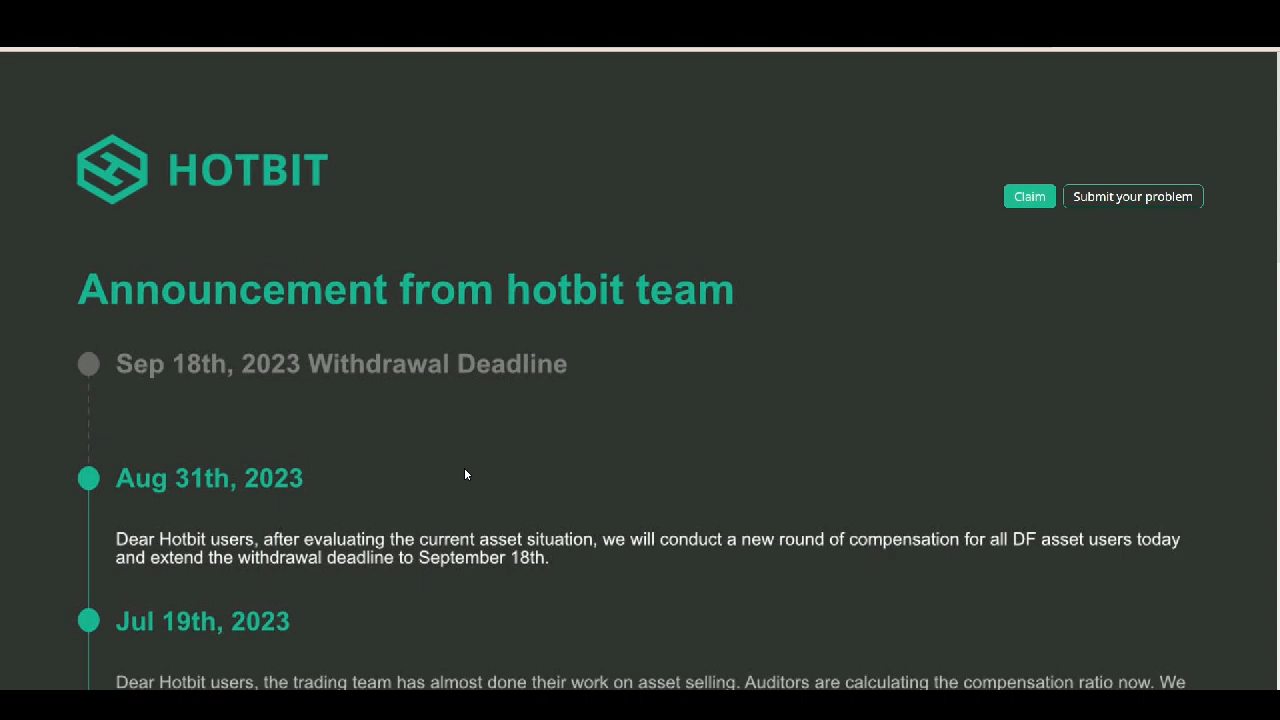 HOTBIT
Claim
Submit your problem
Announcement from hotbit team
Sep 18th, 2023 Withdrawal Deadline
Aug 31th, 2023
Dear Hotbit users, after evaluating the current asset situation, we will conduct a new round of compensation for all DF asset users today
and extend the withdrawal deadline to September 18th.
Jul 19th, 2023
Dear Hotbit users, the trading team has almost done their work on asset selling. Auditors are calculating the compensation ratio now. We